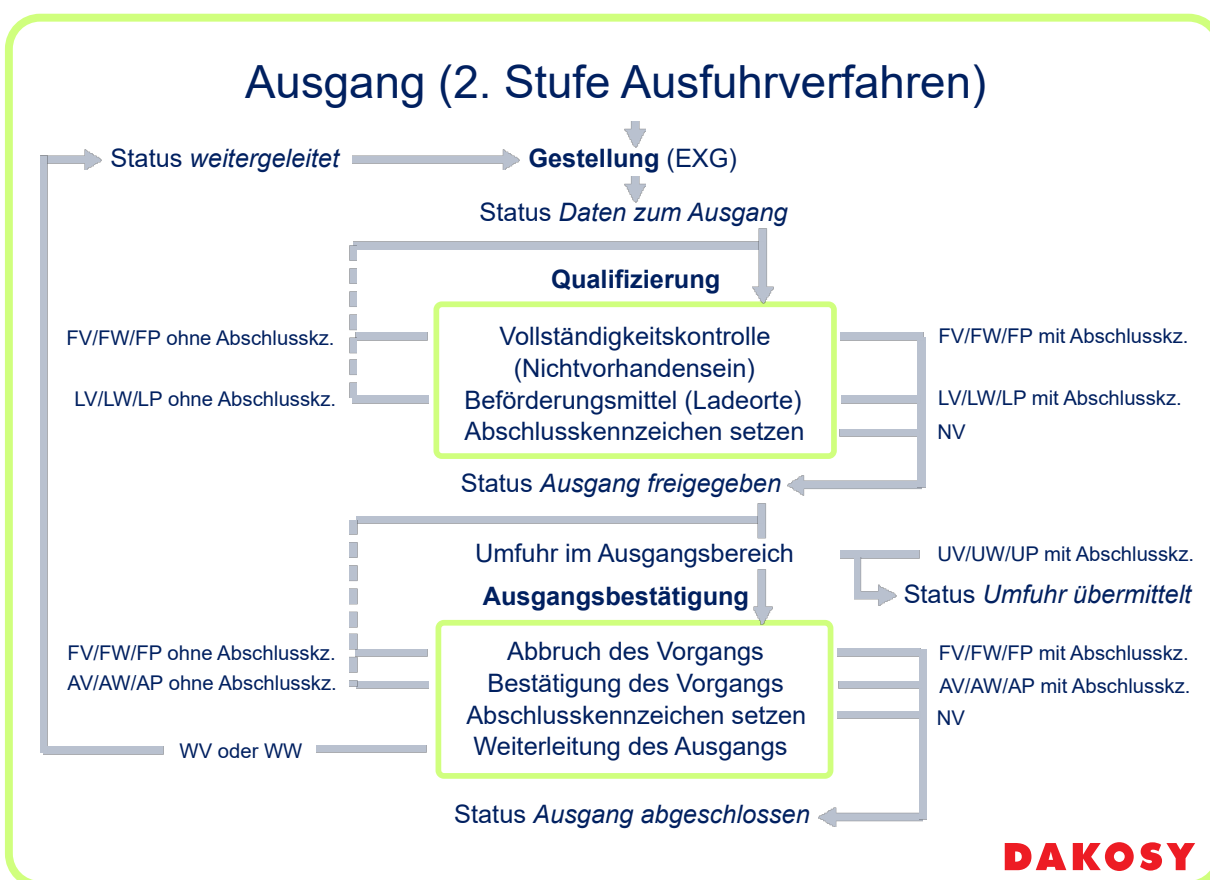 Ausgang (2. Stufe Ausfuhrverfahren)
Status weitergeleitet
Gestellung (EXG)
Status Daten zum Ausgang
Qualifizierung
FV/FW/FP ohne Abschlusskz.
Vollständigkeitskontrolle
FV/FW/FP mit Abschlusskz.
(Nichtvorhandensein)
LV/LW/LP ohne Abschlusskz.
Beförderungsmittel (Ladeorte)
LV/LW/LP mit Abschlusskz.
Abschlusskennzeichen setzen
NV
Status Ausgang freigegeben
Umfuhr im Ausgangsbereich
UV/UW/UP mit Abschlusskz.
Ausgangsbestätigung
Status Umfuhr übermittelt
FV/FW/FP ohne Abschlusskz.
Abbruch des Vorgangs
FV/FW/FP mit Abschlusskz.
AV/AW/AP ohne Abschlusskz.
Bestätigung des Vorgangs
AV/AW/AP mit Abschlusskz.
Abschlusskennzeichen setzen
NV
WV oder WW
Weiterleitung des Ausgangs
Status Ausgang abgeschlossen
DAKOSY